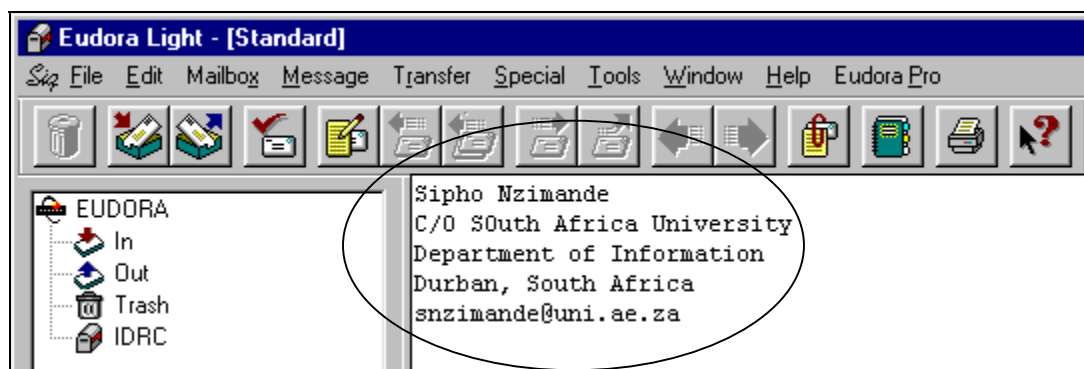 Eudora Light - [Standard]
Sig File Edit Mailbox Message Transfer Special Tools Window Help Eudora Pro
EUDORA
In
Out
Trash
IDRC
Sipho Nzimande
C/O SOuth Africa University
Department of Information
Durban, South Africa
snzimande@uni.ae.za